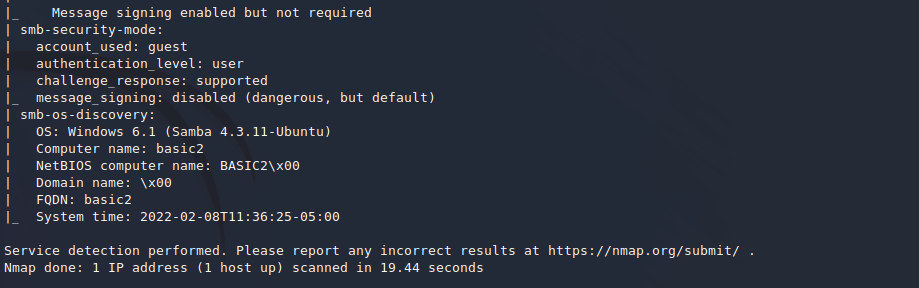 |_    Message signing enabled but not required
| smb-security-mode:
|   account_used: guest
|   authentication_level: user
|   challenge_response: supported
|_  message_signing: disabled (dangerous, but default)
| smb-os-discovery:
|   OS: Windows 6.1 (Samba 4.3.11-Ubuntu)
|   Computer name: basic2
|   NetBIOS computer name: BASIC2\x00
|   Domain name: \x00
|   FQDN: basic2
|_  System time: 2022-02-08T11:36:25-05:00
Service detection performed. Please report any incorrect results at https://nmap.org/submit/ .
Nmap done: 1 IP address (1 host up) scanned in 19.44 seconds